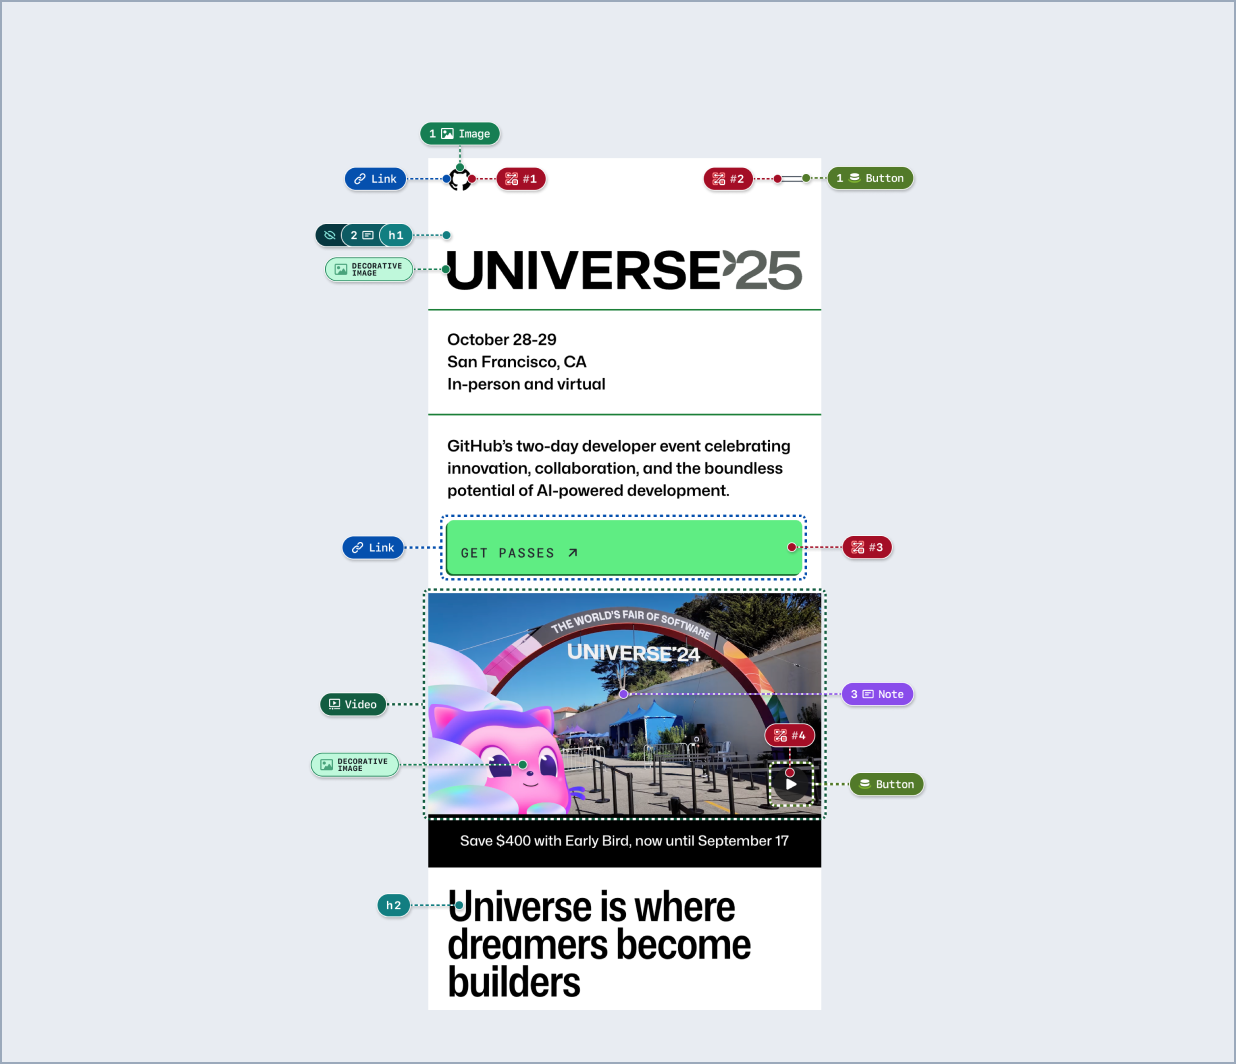 1 Image
Link
#1
#2
1 Button
2 h1
DECORATIVE
IMAGE
UNIVERSE'25
October 28-29
San Francisco, CA
In-person and virtual
GitHub's two-day developer event celebrating
innovation, collaboration, and the boundless
potential of AI-powered development.
Link
GET PASSES ↗
#3
THE WORLD'S FAIR OF SOFTWARE
UNIVERSE'24
3 Note
Video
#4
DECORATIVE
IMAGE
Button
Save $400 with Early Bird, now until September 17
h2
Universe is where
dreamers become
builders